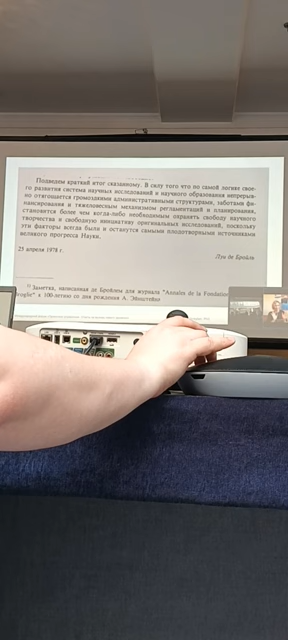 Подведем краткий итог сказанному. В силу того что по самой логике свое-
го развития система научных исследований и научного образования непрерыв-
но отягощается громоздкими административными структурами, заботами фи-
нансирования и тяжеловесным механизмом регламентаций и планирования,
становится более чем когда-либо необходимым охранять свободу научного
творчества и свободную инициативу оригинальных исследований, поскольку
эти факторы всегда были и останутся самыми плодотворными источниками
великого прогресса Науки.
25 апреля 1978 г.
Луи де Бройль
Заметка, написанная де Бройлем для журнала "Annales de la Fondation
Broglie" к 100-летию со дня рождения А. Эйнштейна